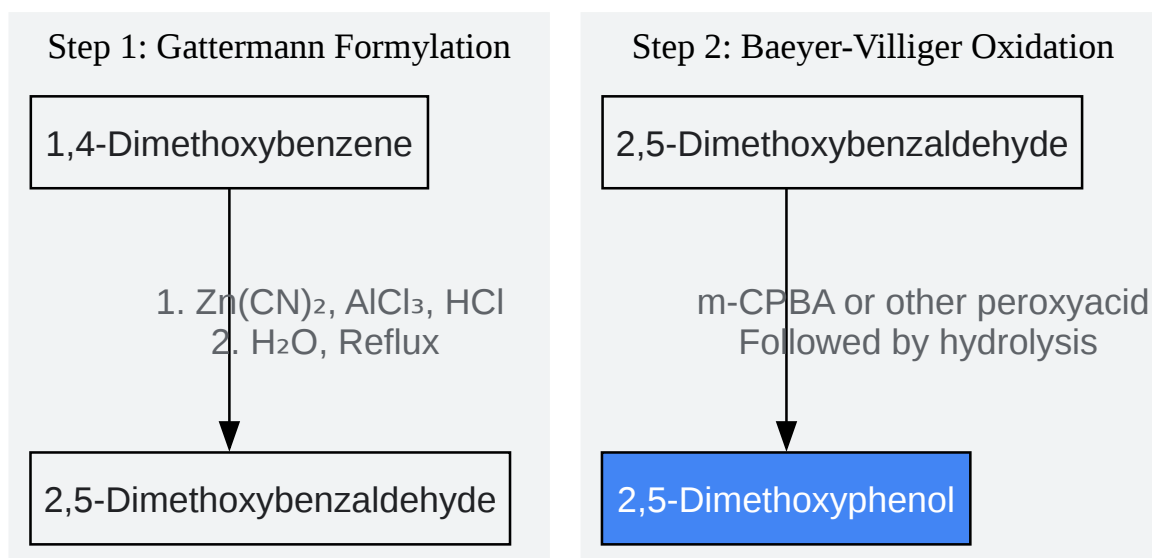 Step 1: Gattermann Formylation
1,4-Dimethoxybenzene
1. Zn(CN)₂, AlCl₃, HCl
2. H₂O, Reflux
2,5-Dimethoxybenzaldehyde
Step 2: Baeyer-Villiger Oxidation
2,5-Dimethoxybenzaldehyde
m-CPBA or other peroxyacid
Followed by hydrolysis
2,5-Dimethoxyphenol